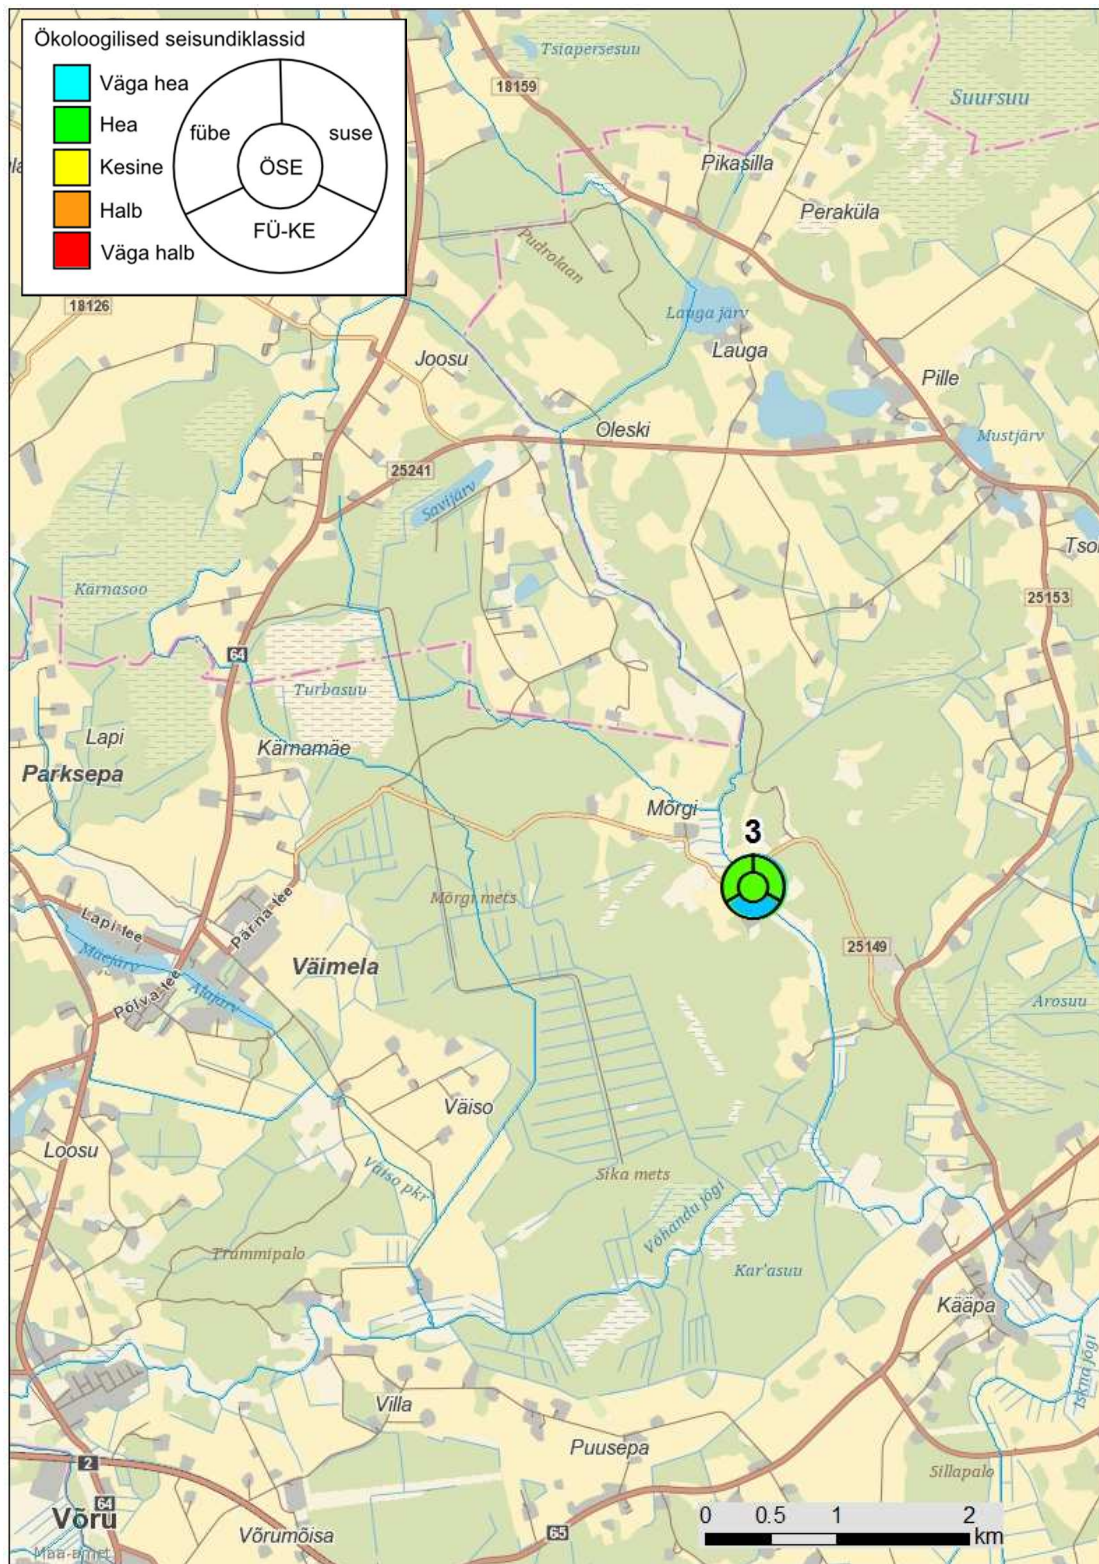 Ökoloogilised seisundiklassid
Väga hea
Hea
Kesine
Halb
Väga halb
fübe
suse
ÖSE
FÜ-KE
Tsiapersesuu
18159
Suursuu
Pikasilla
Peraküla
Pudrolaan
18126
Lauga järv
Lauga
Joosu
Pille
Oleski
Mustjärv
25241
Savijärv
Kärnasoo
25153
64
Turbasuu
Lapi
Kärnamäe
Parksepa
Mõrgi
3
Mõrgi mets
Lapi tee
Pärna tee
Mäejärv
Väimela
25149
Alajärv
Põlva tee
Arosuu
Väiso
Loosu
Väiso pkr
Sika mets
Võhandu jõgi
Trammipalo
Kar'asuu
Kääpa
Iskna jõgi
Villa
Puusepa
2
Sillapalo
64
Võru
Võrumõisa
65
0 0.5 1 2
km
Maa-amet